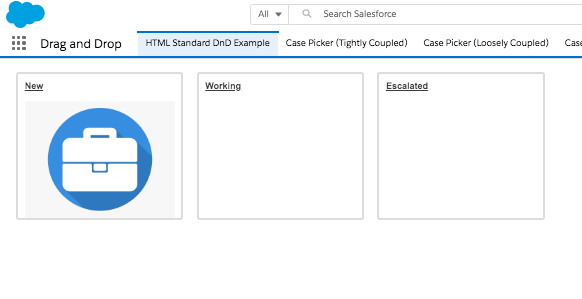 All Search Salesforce
Drag and Drop HTML Standard DnD Example Case Picker (Tightly Coupled) Case Picker (Loosely Coupled) Case
New Working Escalated